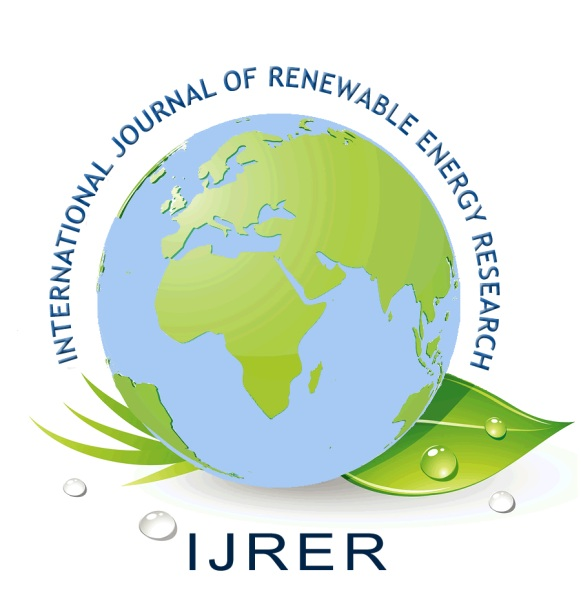 INTERNATIONAL JOURNAL OF RENEWABLE ENERGY RESEARCH
IJRER